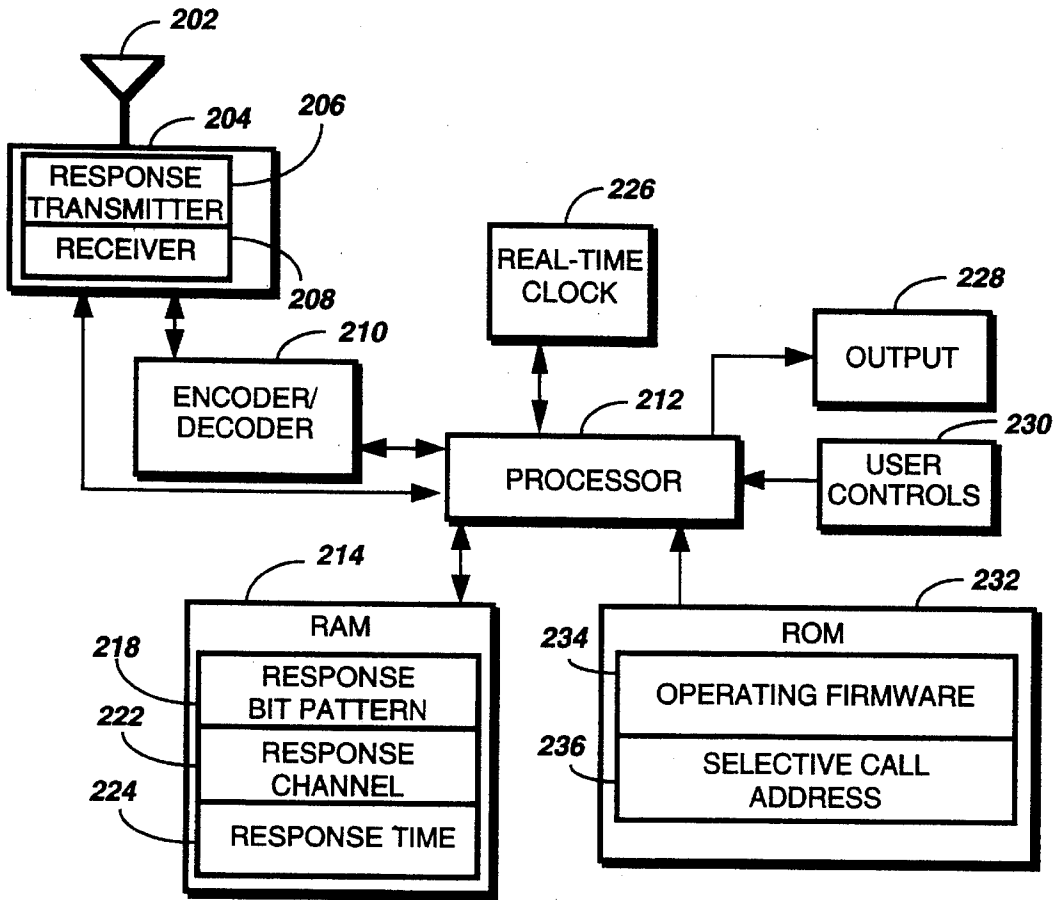 202
204
206
RESPONSE
TRANSMITTER
RECEIVER
208
226
REAL-TIME
CLOCK
228
OUTPUT
210
ENCODER/
DECODER
212
PROCESSOR
230
USER
CONTROLS
214
RAM
218
RESPONSE
BIT PATTERN
222
RESPONSE
CHANNEL
224
RESPONSE TIME
232
ROM
234
OPERATING FIRMWARE
236
SELECTIVE CALL
ADDRESS